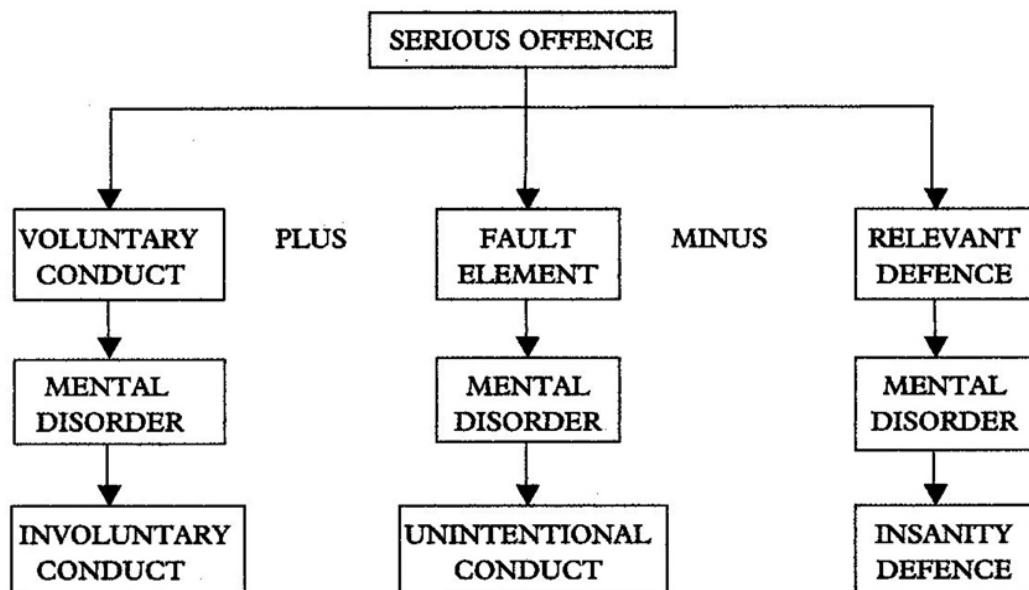 SERIOUS OFFENCE
VOLUNTARY CONDUCT
PLUS
FAULT ELEMENT
MINUS
RELEVANT DEFENCE
MENTAL DISORDER
MENTAL DISORDER
MENTAL DISORDER
INVOLUNTARY CONDUCT
UNINTENTIONAL CONDUCT
INSANITY DEFENCE